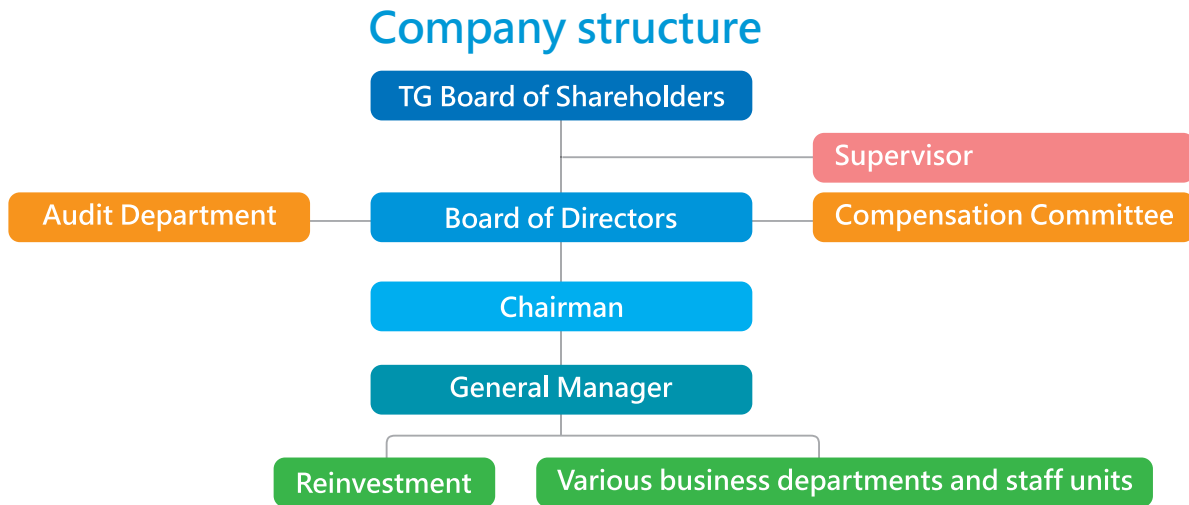 Company structure
TG Board of Shareholders
Supervisor
Audit Department
Board of Directors
Compensation Committee
Chairman
General Manager
Reinvestment
Various business departments and staff units